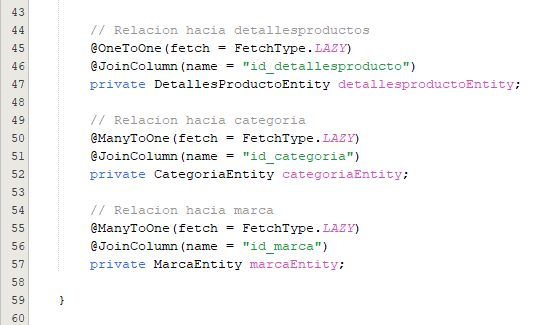 43
44 // Relacion hacia detallesproductos
45 @OneToOne(fetch = FetchType.LAZY)
46 @JoinColumn(name = "id_detallesproducto")
47 private DetallesProductoEntity detallesproductoEntity;
48
49 // Relacion hacia categoria
50 @ManyToOne(fetch = FetchType.LAZY)
51 @JoinColumn(name = "id_categoria")
52 private CategoriaEntity categoriaEntity;
53
54 // Relacion hacia marca
55 @ManyToOne(fetch = FetchType.LAZY)
56 @JoinColumn(name = "id_marca")
57 private MarcaEntity marcaEntity;
58
59 }
60